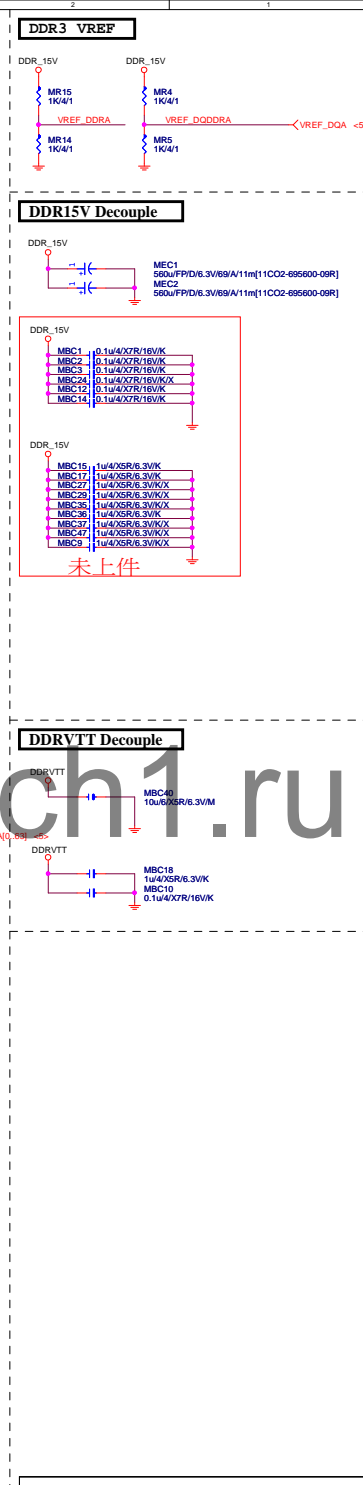 2 1
DDR3 VREF
DDR_15V DDR_15V
MR15 MR4
1K/4/1 1K/4/1
VREF_DDRA VREF_DQDDRA VREF_DQA <5
MR14 MR5
1K/4/1 1K/4/1
DDR15V Decouple
DDR_15V
1 MEC1
+ 560u/FP/D/6.3V/69/A/11m[11CO2-695600-09R]
1 MEC2
+ 560u/FP/D/6.3V/69/A/11m[11CO2-695600-09R]
DDR_15V
MBC1 0.1u/4/X7R/16V/K
MBC2 0.1u/4/X7R/16V/K
MBC3 0.1u/4/X7R/16V/K
MBC24 0.1u/4/X7R/16V/K/X
MBC12 0.1u/4/X7R/16V/K
MBC14 0.1u/4/X7R/16V/K
DDR_15V
MBC15 1u/4/X5R/6.3V/K
MBC17 1u/4/X5R/6.3V/K
MBC27 1u/4/X5R/6.3V/K/X
MBC29 1u/4/X5R/6.3V/K/X
MBC35 1u/4/X5R/6.3V/K/X
MBC36 1u/4/X5R/6.3V/K
MBC37 1u/4/X5R/6.3V/K/X
MBC47 1u/4/X5R/6.3V/K/X
MBC9 1u/4/X5R/6.3V/K/X
未上件
DDRVTT Decouple
DDRVTT
MBC40
10u/6/X5R/6.3V/M
ch1.ru
A[0..63] <5>
DDRVTT
MBC18
1u/4/X5R/6.3V/K
MBC10
0.1u/4/X7R/16V/K